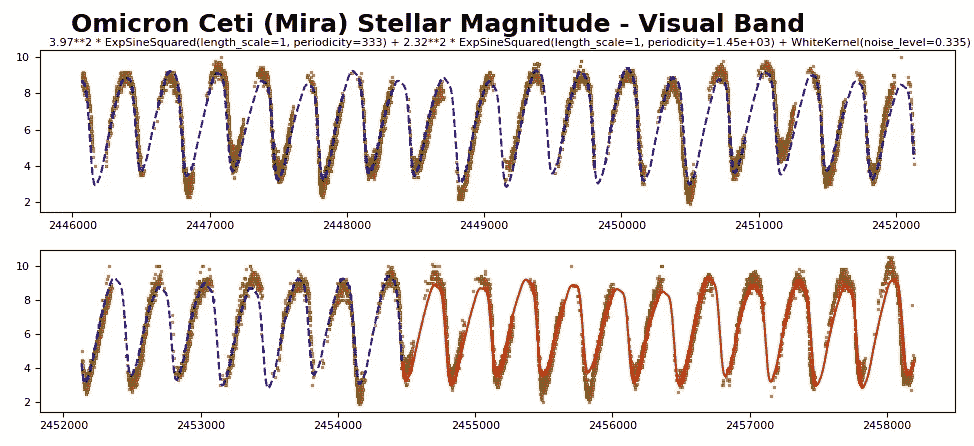 Omicron Ceti (Mira) Stellar Magnitude - Visual Band
3.97**2 * ExpSineSquared(length_scale=1, periodicity=333) + 2.32**2 * ExpSineSquared(length_scale=1, periodicity=1.45e+03) + WhiteKernel(noise_level=0.335)
10
8
6
4
2
2446000 2447000 2448000 2449000 2450000 2451000 2452000
10
8
6
4
2
2452000 2453000 2454000 2455000 2456000 2457000 2458000